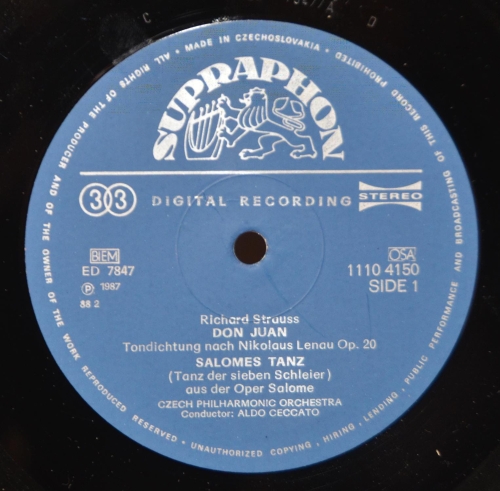 ALL RIGHTS OF THE PRODUCER AND OF THE OWNER OF THE WORK REPRODUCED RESERVED • UNAUTHORIZED COPYING, HIRING, LENDING, PUBLIC PERFORMANCE AND BROADCASTING OF THIS RECORD PROHIBITED • MADE IN CZECHOSLOVAKIA •
SUPRAPHON
33 DIGITAL RECORDING STEREO
BIEM OSA
ED 7847 1110 4150
℗ 1987 SIDE 1
88 2
Richard Strauss
DON JUAN
Tondichtung nach Nikolaus Lenau Op. 20
SALOMES TANZ
(Tanz der sieben Schleier)
aus der Oper Salome
CZECH PHILHARMONIC ORCHESTRA
Conductor: ALDO CECCATO